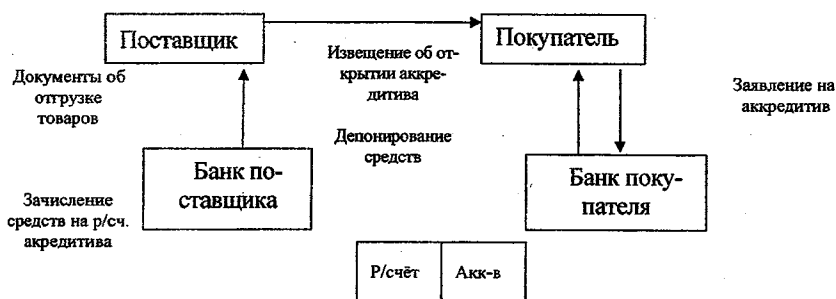 Поставщик
Покупатель
Извещение об от-
крытии аккре-
дитива
Документы об
отгрузке
товаров
Заявление на
аккредитив
Депонирование
средств
Банк по-
ставщика
Банк поку-
пателя
Зачисление
средств на р/сч.
акредитива
Р/счёт
Акк-в